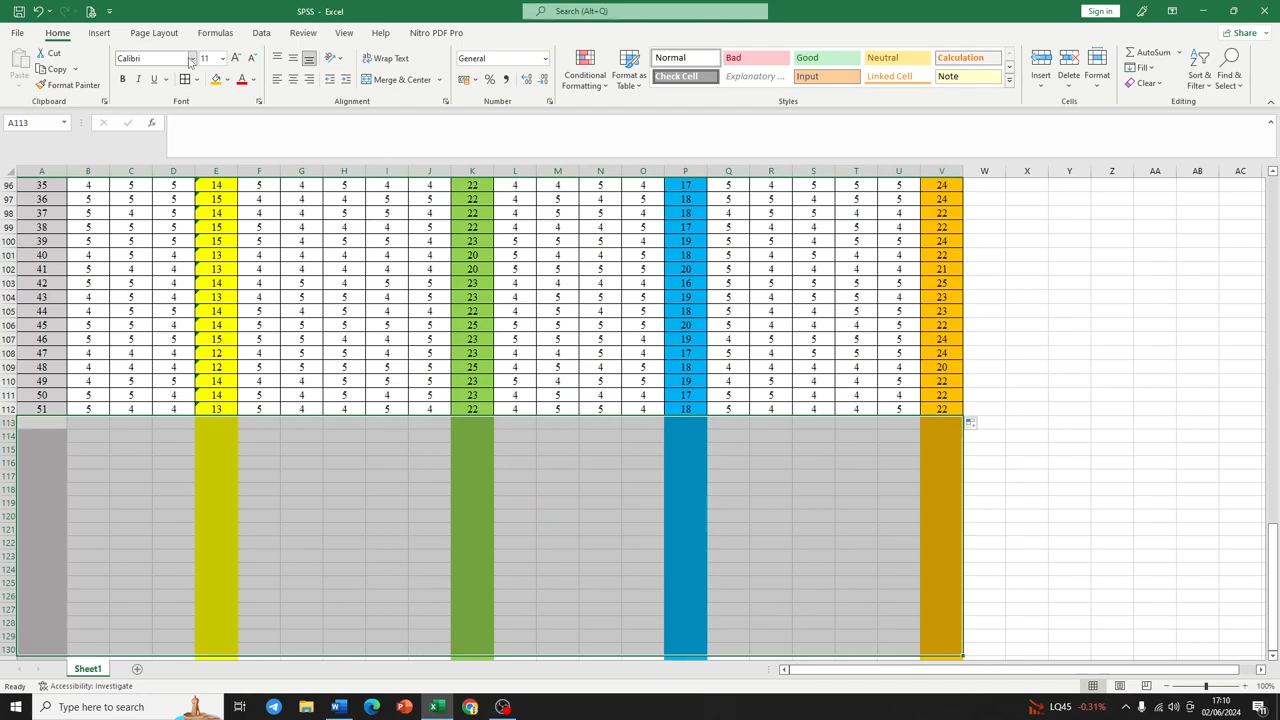 SPSS - Excel
Search (Alt+Q)
Sign in
File Home Insert Page Layout Formulas Data Review View Help Nitro PDF Pro
Share
Paste
Cut
Copy
Format Painter
Clipboard
Calibri 11
B I U
Font
Wrap Text
Merge & Center
Alignment
General
Number
Conditional Formatting
Format as Table
Normal Bad Good Neutral Calculation
Check Cell Explanatory ... Input Linked Cell Note
Styles
Insert Delete Format
Cells
AutoSum
Fill
Clear
Sort & Filter
Find & Select
Editing
A113
A B C D E F G H I J K L M N O P Q R S T U V W X Y Z AA AB AC
96 35 4 5 5 14 5 4 5 4 4 22 4 4 5 4 17 5 4 5 5 5 24
97 36 5 5 5 15 4 4 4 5 5 22 4 5 5 4 18 5 5 5 4 5 24
98 37 5 5 4 14 4 4 5 5 4 22 5 5 4 4 18 4 5 4 5 4 22
99 38 5 5 5 15 5 4 4 5 4 22 4 4 5 4 17 5 4 4 4 5 22
100 39 5 5 5 15 5 4 5 5 4 23 5 5 5 4 19 5 5 4 5 5 24
101 40 4 5 4 13 4 4 4 4 4 20 5 4 5 4 18 4 5 5 4 4 22
102 41 5 4 4 13 4 4 4 4 4 20 5 5 5 5 20 5 4 4 4 4 21
103 42 5 5 4 14 4 5 4 5 5 23 4 4 4 4 16 5 5 5 5 5 25
104 43 4 5 4 13 4 5 5 4 5 23 4 5 5 5 19 5 4 4 5 5 23
105 44 5 5 4 14 4 4 5 4 5 22 4 4 5 5 18 5 4 5 4 5 23
106 45 5 5 4 14 5 5 5 5 5 25 5 5 5 5 20 5 5 4 4 4 22
107 46 5 5 5 15 5 4 5 4 5 23 5 5 5 4 19 5 5 4 5 5 24
108 47 4 4 4 12 4 5 5 5 4 23 4 4 5 4 17 5 5 4 5 5 24
109 48 4 4 4 12 5 5 5 5 5 25 4 5 5 4 18 4 4 4 4 4 20
110 49 4 5 5 14 5 4 5 5 4 23 5 4 5 5 19 4 4 5 4 5 22
111 50 4 5 5 14 5 4 5 5 4 23 4 4 5 4 17 5 4 4 4 5 22
112 51 5 4 4 13 5 4 4 5 4 22 4 5 5 4 18 5 4 4 4 5 22
113
114
115
116
117
118
119
120
121
122
123
124
125
126
127
128
129
130
Sheet1
Ready Accessibility: Investigate 100%
Type here to search
LQ45 -0,31%
17:10
02/06/2024